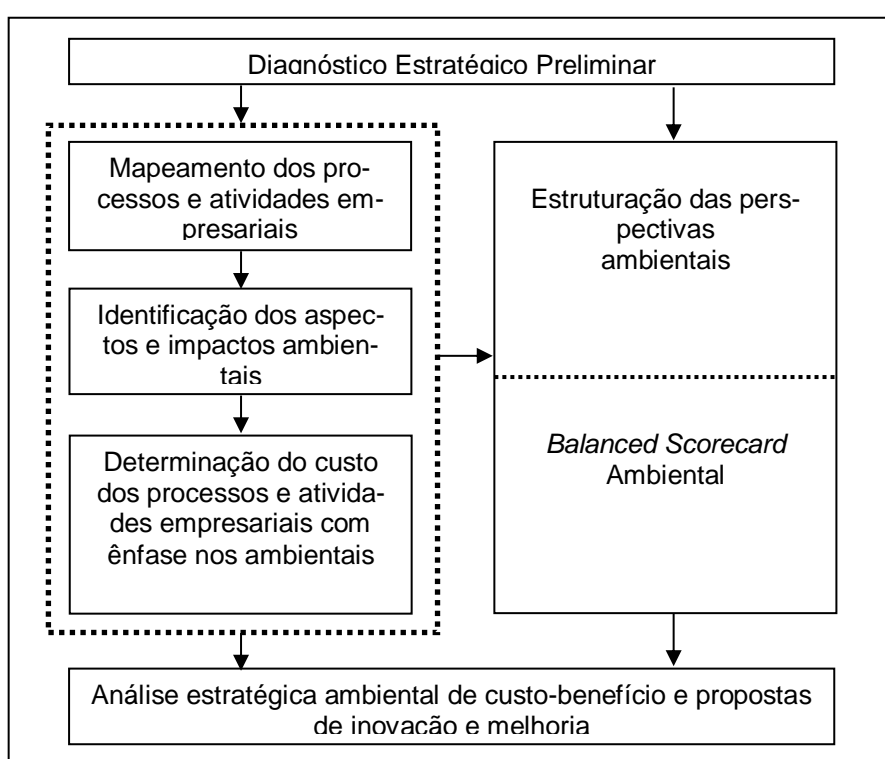 Diagnóstico Estratégico Preliminar
Mapeamento dos pro-
cessos e atividades em-
presariais
Identificação dos aspec-
tos e impactos ambien-
tais
Determinação do custo
dos processos e ativida-
des empresariais com
ênfase nos ambientais
Estruturação das pers-
pectivas
ambientais
Balanced Scorecard
Ambiental
Análise estratégica ambiental de custo-benefício e propostas
de inovação e melhoria